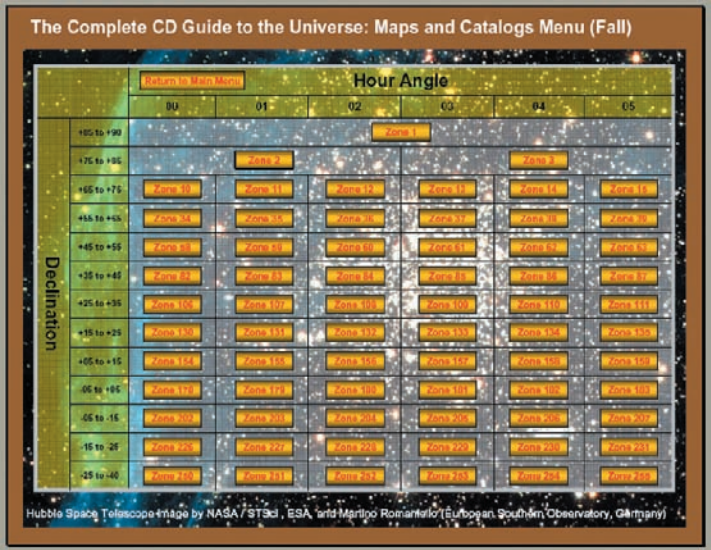 The Complete CD Guide to the Universe: Maps and Catalogs Menu (Fall)
Return to Main Menu
Hour Angle
00 01 02 03 04 05
Declination
+85 to +90 Zone 1
+75 to +85 Zone 2 Zone 3
+65 to +75 Zone 10 Zone 11 Zone 12 Zone 13 Zone 14 Zone 15
+55 to +65 Zone 34 Zone 35 Zone 36 Zone 37 Zone 38 Zone 39
+45 to +55 Zone 58 Zone 59 Zone 60 Zone 61 Zone 62 Zone 63
+35 to +45 Zone 82 Zone 83 Zone 84 Zone 85 Zone 86 Zone 87
+25 to +35 Zone 106 Zone 107 Zone 108 Zone 109 Zone 110 Zone 111
+15 to +25 Zone 130 Zone 131 Zone 132 Zone 133 Zone 134 Zone 135
+05 to +15 Zone 154 Zone 155 Zone 156 Zone 157 Zone 158 Zone 159
-05 to +05 Zone 178 Zone 179 Zone 180 Zone 181 Zone 182 Zone 183
-05 to -15 Zone 202 Zone 203 Zone 204 Zone 205 Zone 206 Zone 207
-15 to -25 Zone 226 Zone 227 Zone 228 Zone 229 Zone 230 Zone 231
-25 to -40 Zone 250 Zone 251 Zone 252 Zone 253 Zone 254 Zone 255
Hubble Space Telescope image by NASA / STScI , ESA, and Martino Romaniello (European Southern Observatory, Germany)